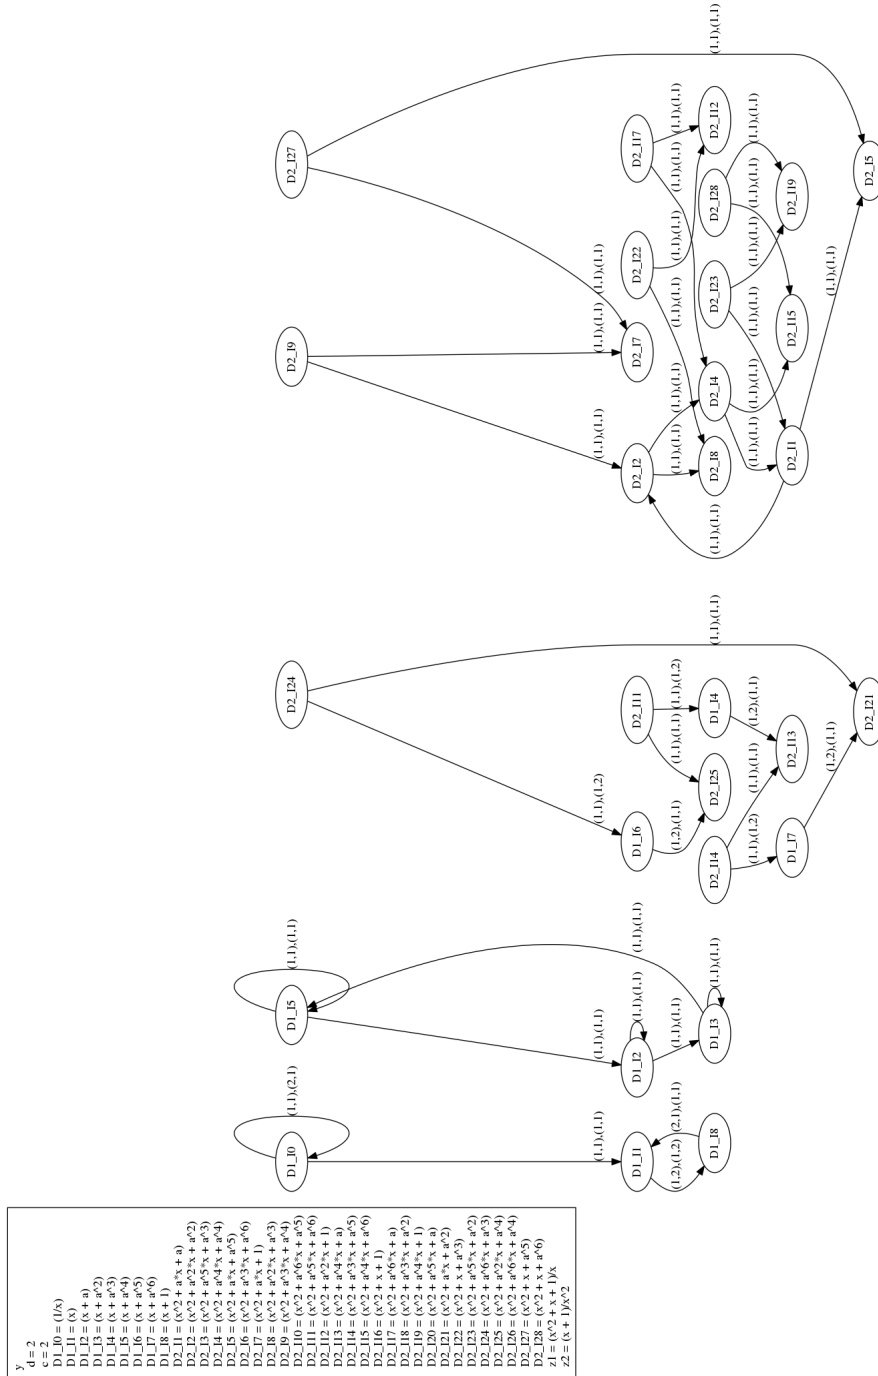 y
d = 2
c = 2
D1_I0 = (1/x)
D1_I1 = (x)
D1_I2 = (x + a)
D1_I3 = (x + a^2)
D1_I4 = (x + a^3)
D1_I5 = (x + a^4)
D1_I6 = (x + a^5)
D1_I7 = (x + a^6)
D1_I8 = (x + 1)
D2_I1 = (x^2 + a*x + a)
D2_I2 = (x^2 + a^2*x + a^2)
D2_I3 = (x^2 + a^5*x + a^3)
D2_I4 = (x^2 + a^4*x + a^4)
D2_I5 = (x^2 + a*x + a^5)
D2_I6 = (x^2 + a^3*x + a^6)
D2_I7 = (x^2 + a*x + 1)
D2_I8 = (x^2 + a^2*x + a^3)
D2_I9 = (x^2 + a^3*x + a^4)
D2_I10 = (x^2 + a^6*x + a^5)
D2_I11 = (x^2 + a^5*x + a^6)
D2_I12 = (x^2 + a^2*x + 1)
D2_I13 = (x^2 + a^4*x + a)
D2_I14 = (x^2 + a^3*x + a^5)
D2_I15 = (x^2 + a^4*x + a^6)
D2_I16 = (x^2 + x + 1)
D2_I17 = (x^2 + a^6*x + a)
D2_I18 = (x^2 + a^3*x + a^2)
D2_I19 = (x^2 + a^4*x + 1)
D2_I20 = (x^2 + a^5*x + a)
D2_I21 = (x^2 + a*x + a^2)
D2_I22 = (x^2 + x + a^3)
D2_I23 = (x^2 + a^5*x + a^2)
D2_I24 = (x^2 + a^6*x + a^3)
D2_I25 = (x^2 + a^2*x + a^4)
D2_I26 = (x^2 + a^6*x + a^4)
D2_I27 = (x^2 + x + a^5)
D2_I28 = (x^2 + x + a^6)
z1 = (x^2 + x + 1)/x
z2 = (x + 1)/x^2
D1_I0
(1,1),(2,1)
D1_I5
(1,1),(1,1)
D2_I24
D2_I9
D2_I27
(1,1),(1,1)
(1,1),(1,1)
(1,1),(1,2)
(1,1),(1,1)
(1,1),(1,1)
(1,1),(1,1)
D1_I1
D1_I2
(1,1),(1,1)
(1,1),(1,1)
D1_I6
D2_I11
D2_I2
D2_I7
D2_I22
D2_I17
(1,2),(1,2)
(2,1),(1,1)
(1,1),(1,1)
(1,2),(1,1)
(1,1),(1,1)
(1,1),(1,2)
(1,1),(1,1)
(1,1),(1,1)
(1,1),(1,1)
(1,1),(1,1)
(1,1),(1,1)
(1,1),(1,1)
D1_I8
D1_I3
(1,1),(1,1)
D2_I14
D2_I25
D1_I4
(1,1),(1,1)
(1,1),(1,1)
D2_I8
D2_I4
D2_I23
D2_I28
D2_I12
(1,1),(1,1)
(1,1),(1,2)
(1,1),(1,1)
(1,2),(1,1)
(1,1),(1,1)
(1,1),(1,1)
(1,1),(1,1)
(1,1),(1,1)
(1,1),(1,1)
(1,1),(1,1)
D1_I7
D2_I13
D2_I1
D2_I15
D2_I19
(1,2),(1,1)
(1,1),(1,1)
D2_I21
D2_I5